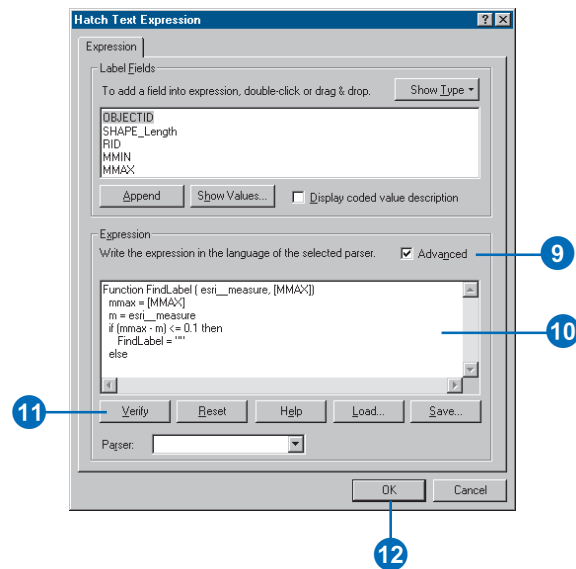 Hatch Text Expression
Expression
Label Fields
To add a field into expression, double-click or drag & drop.
Show Type
OBJECTID
SHAPE_Length
RID
MMIN
MMAX
Append
Show Values...
Display coded value description
Expression
Write the expression in the language of the selected parser.
Advanced
9
Function FindLabel ( esri__measure, [MMAX])
mmax = [MMAX]
m = esri__measure
if (mmax - m) <= 0.1 then
FindLabel = ""
else
10
11
Verify
Reset
Help
Load...
Save...
Parser:
OK
Cancel
12